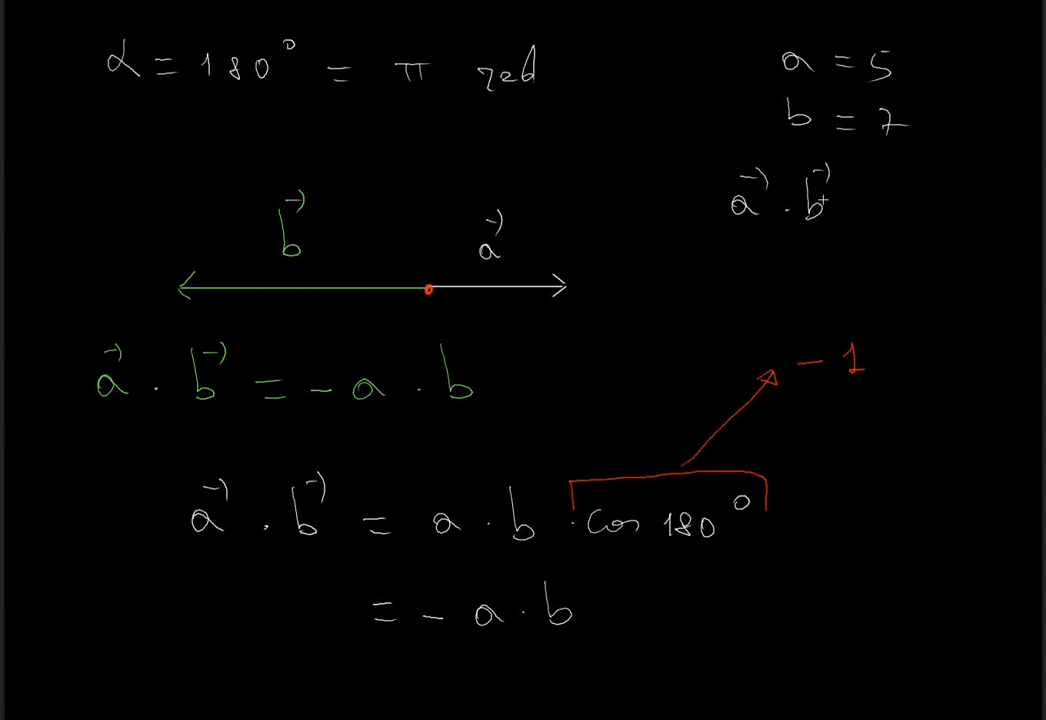 α = 180° = π rad
a = 5
b = 7
a⃗ · b⃗
b⃗ a⃗
a⃗ · b⃗ = - a · b
- 1
a⃗ · b⃗ = a · b · cos 180°
= - a · b